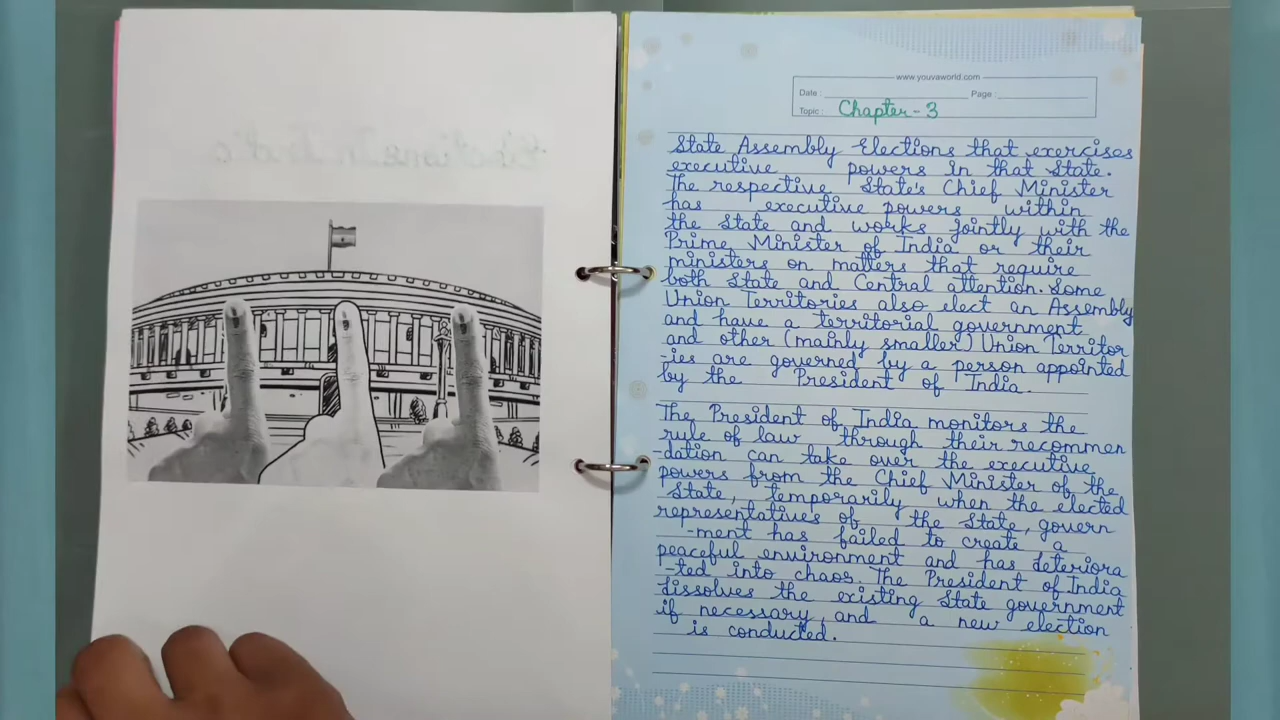 www.youvaworld.com
Date : Page :
Topic : Chapter - 3
State Assembly Elections that exercises
executive powers in that State.
The respective State's Chief Minister
has executive powers within
the State and works jointly with the
Prime Minister of India or their
ministers on matters that require
both State and Central attention. Some
Union Territories also elect an Assembly
and have a territorial government
and other (mainly smaller) Union Territor
-ies are governed by a person appointed
by the President of India.
The President of India monitors the
rule of law through their recommen
-dation can take over the executive
powers from the Chief Minister of the
State, temporarily when the elected
representatives of the State, govern
-ment has failed to create a
peaceful environment and has deteriora
-ted into chaos. The President of India
dissolves the existing State government
if necessary, and a new election
is conducted.